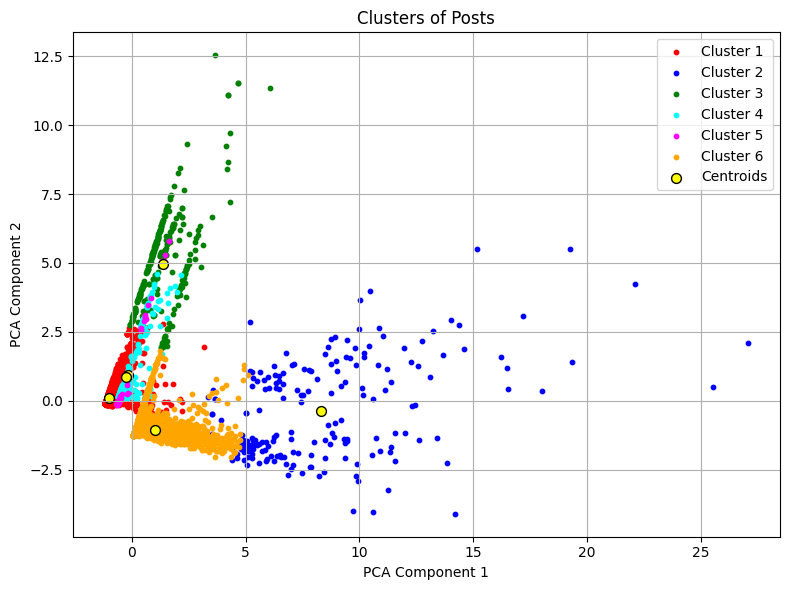 Clusters of Posts
Cluster 1
Cluster 2
Cluster 3
Cluster 4
Cluster 5
Cluster 6
Centroids
12.5
10.0
7.5
5.0
2.5
0.0
−2.5
PCA Component 2
0
5
10
15
20
25
PCA Component 1